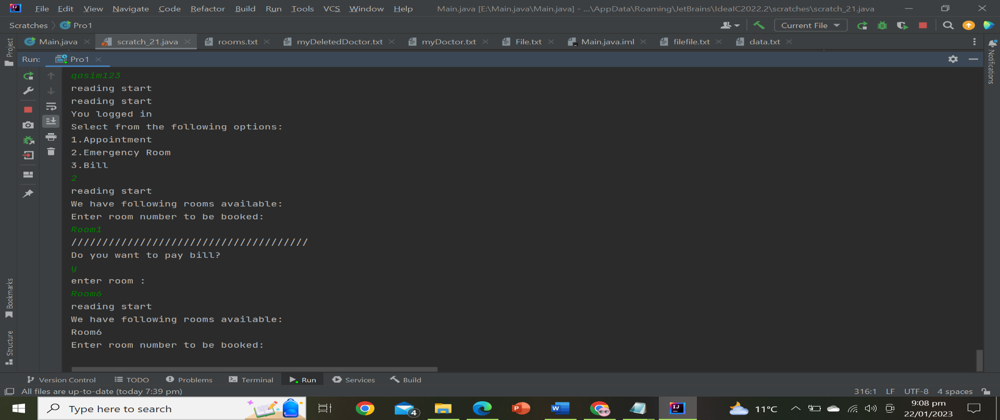 File Edit View Navigate Code Refactor Build Run Tools VCS Window Help Main.java [E:\Main.java\Main.java] - ...\AppData\Roaming\JetBrains\IdeaIC2022.2\scratches\scratch_21.java
Scratches Pro1 Current File
Main.java scratch_21.java rooms.txt myDeletedDoctor.txt myDoctor.txt File.txt Main.java.iml filefile.txt data.txt
Project
Notifications
Run: Pro1
qasim123
reading start
reading start
You logged in
Select from the following options:
1.Appointment
2.Emergency Room
3.Bill
2
reading start
We have following rooms available:
Enter room number to be booked:
Room1
//////////////////////////////////////
Do you want to pay bill?
y
enter room :
Room6
reading start
We have following rooms available:
Room6
Enter room number to be booked:
Bookmarks
Structure
Version Control TODO Problems Terminal Run Services Build
All files are up-to-date (today 7:39 pm) 316:1 LF UTF-8 4 spaces
Type here to search 4 11°C 9:08 pm
22/01/2023